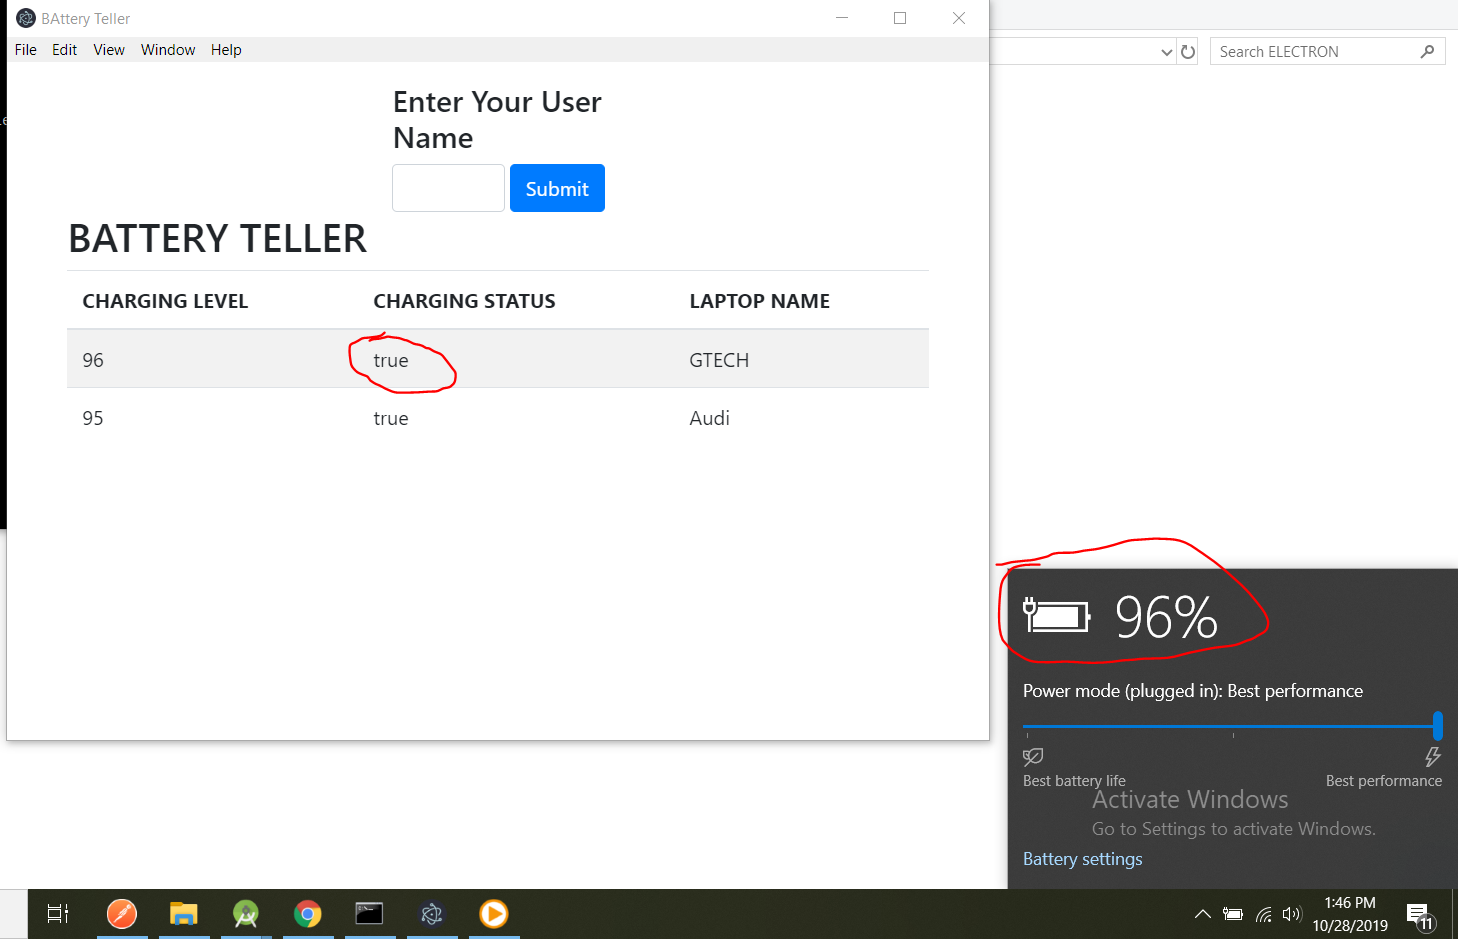 BAttery Teller
File Edit View Window Help
Search ELECTRON
Enter Your User
Name
Submit
BATTERY TELLER
CHARGING LEVEL CHARGING STATUS LAPTOP NAME
96 true GTECH
95 true Audi
96%
Power mode (plugged in): Best performance
Best battery life Best performance
Activate Windows
Go to Settings to activate Windows.
Battery settings
1:46 PM
10/28/2019
11